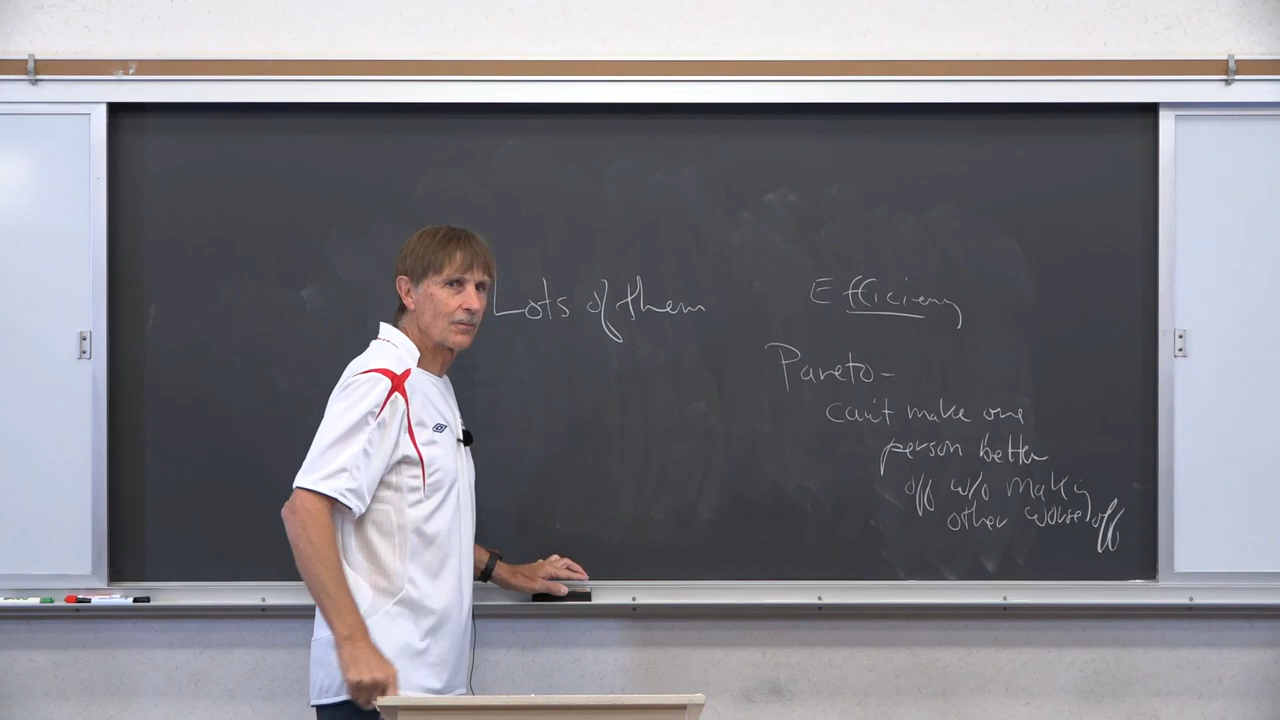 Lots of them
Efficiency
Pareto-
can't make one
person better
off w/o making
other worse off